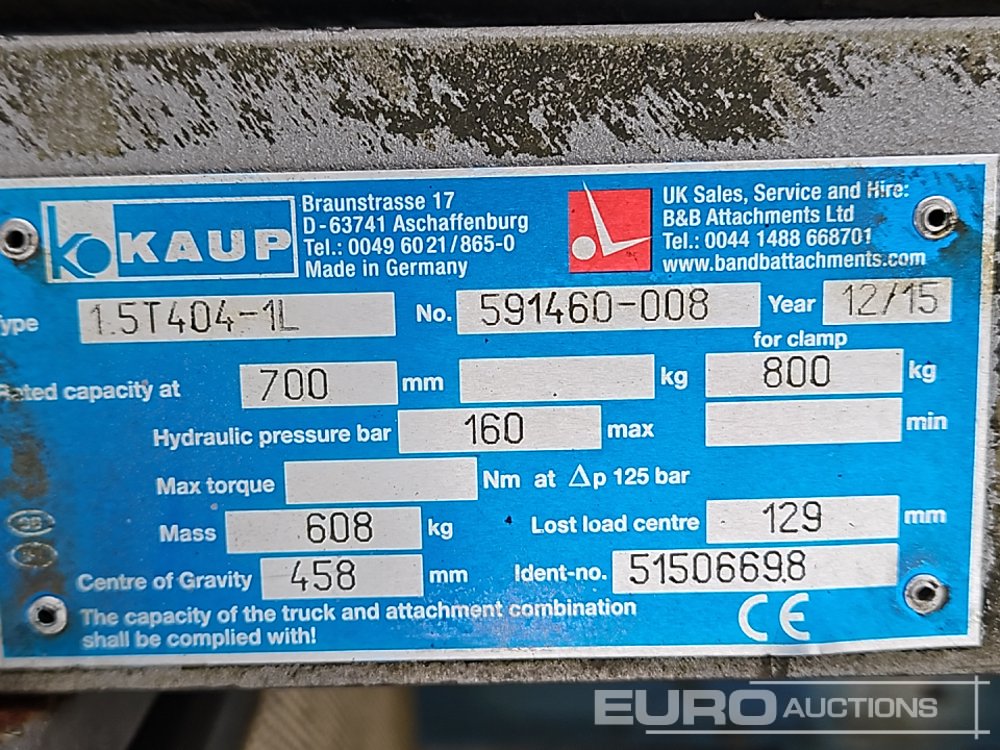 KAUP
Braunstrasse 17
D-63741 Aschaffenburg
Tel.: 0049 6021/865-0
Made in Germany
UK Sales, Service and Hire:
B&B Attachments Ltd
Tel.: 0044 1488 668701
www.bandbattachments.com
Type 1.5T404-1L No. 591460-008 Year 12/15
for clamp
Rated capacity at 700 mm kg 800 kg
Hydraulic pressure bar 160 max min
Max torque Nm at Δp 125 bar
Mass 608 kg Lost load centre 129 mm
Centre of Gravity 458 mm Ident-no. 51506698
The capacity of the truck and attachment combination
shall be complied with!
CE
EURO AUCTIONS